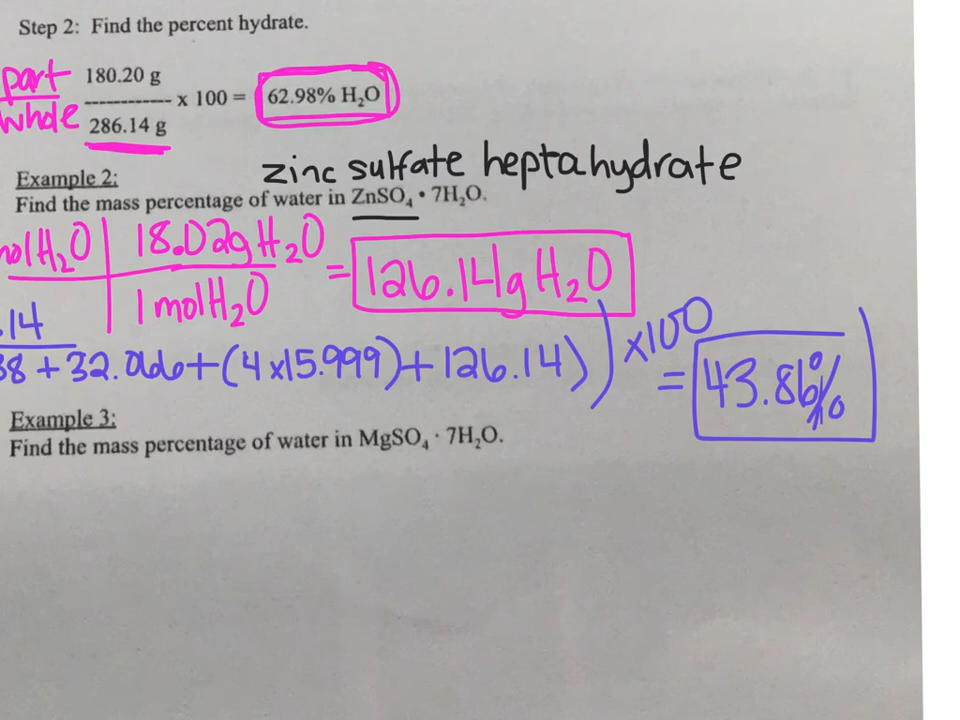 Step 2: Find the percent hydrate.
part 180.20 g
------------ x 100 = 62.98% H₂O
whole 286.14 g
zinc sulfate heptahydrate
Example 2:
Find the mass percentage of water in ZnSO₄ • 7H₂O.
mol H₂O | 18.02g H₂O
1 mol H₂O
= 126.14g H₂O
.14
38 + 32.066 + (4 x 15.999) + 126.14) ) x100
= 43.86%
Example 3:
Find the mass percentage of water in MgSO₄ · 7H₂O.